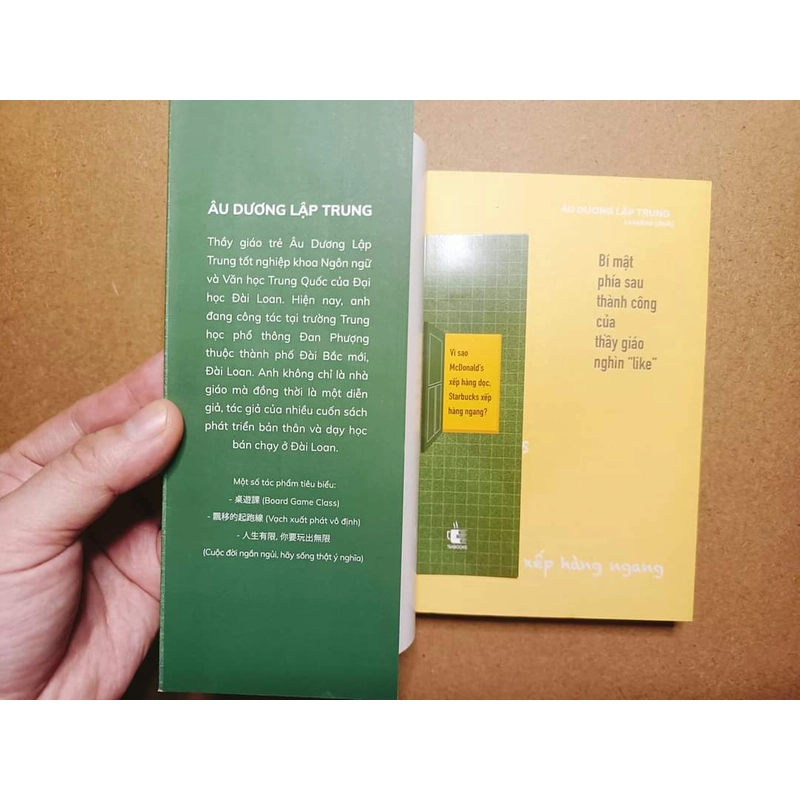 ÂU DƯƠNG LẬP TRUNG
Thầy giáo trẻ Âu Dương Lập
Trung tốt nghiệp khoa Ngôn ngữ
và Văn học Trung Quốc của Đại
học Đài Loan. Hiện nay, anh
đang công tác tại trường Trung
học phổ thông Đan Phượng
thuộc thành phố Đài Bắc mới,
Đài Loan. Anh không chỉ là nhà
giáo mà đồng thời là một diễn
giả, tác giả của nhiều cuốn sách
phát triển bản thân và dạy học
bán chạy ở Đài Loan.
Một số tác phẩm tiêu biểu:
- 桌遊課 (Board Game Class)
- 飄移的起跑線 (Vạch xuất phát vô định)
- 人生有限, 你要玩出無限
(Cuộc đời ngắn ngủi, hãy sống thật ý nghĩa)
Vì sao
McDonald's
xếp hàng dọc,
Starbucks xếp
hàng ngang?
ÂU DƯƠNG LẬP TRUNG
Bí mật
phía sau
thành công
của
thầy giáo
nghìn "like"
xếp hàng ngang